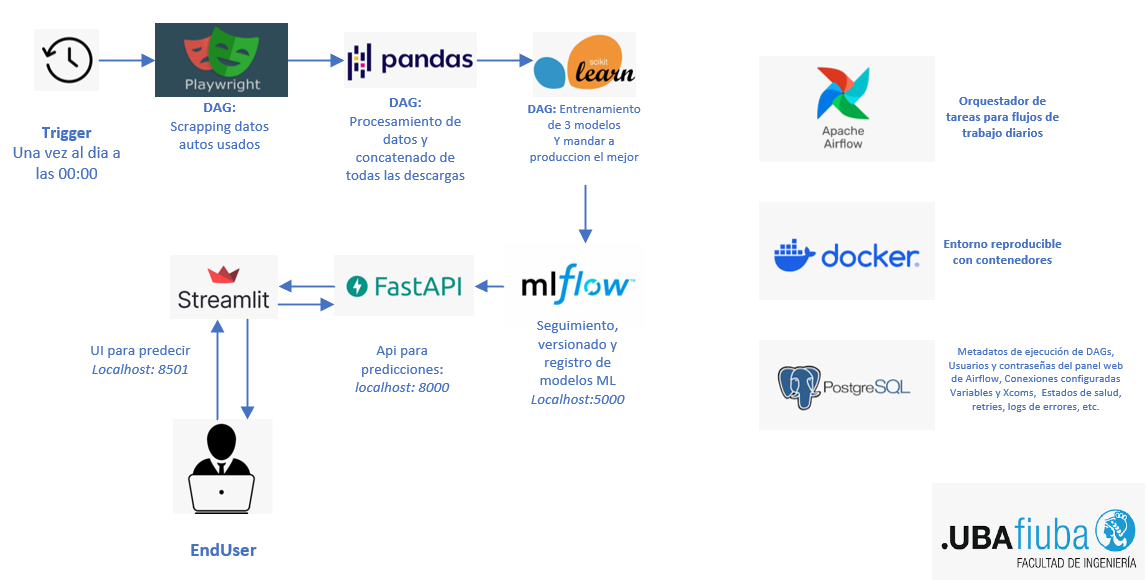 Playwright
DAG:
Scrapping datos
autos usados
Trigger
Una vez al dia a
las 00:00
pandas
DAG:
Procesamiento de
datos y
concatenado de
todas las descargas
scikit
learn
DAG: Entrenamiento
de 3 modelos
Y mandar a
produccion el mejor
Apache
Airflow
Orquestador de
tareas para flujos de
trabajo diarios
docker.
Entorno reproducible
con contenedores
Streamlit
FastAPI
mlflow™
UI para predecir
Localhost: 8501
Api para
predicciones:
localhost: 8000
Seguimiento,
versionado y
registro de
modelos ML
Localhost:5000
PostgreSQL
Metadatos de ejecución de DAGs,
Usuarios y contraseñas del panel web
de Airflow, Conexiones configuradas
Variables y Xcoms, Estados de salud,
retries, logs de errores, etc.
EndUser
.UBAfiuba
FACULTAD DE INGENIERÍA